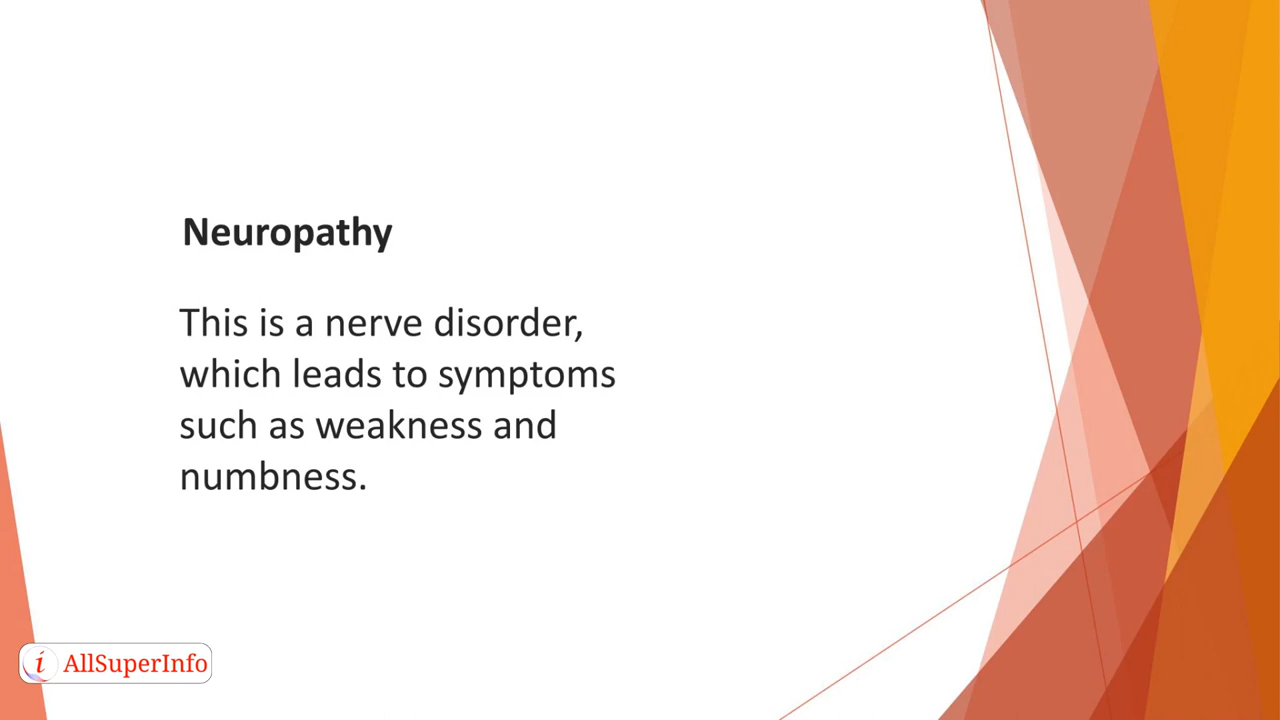 Neuropathy
This is a nerve disorder,
which leads to symptoms
such as weakness and
numbness.
i AllSuperInfo